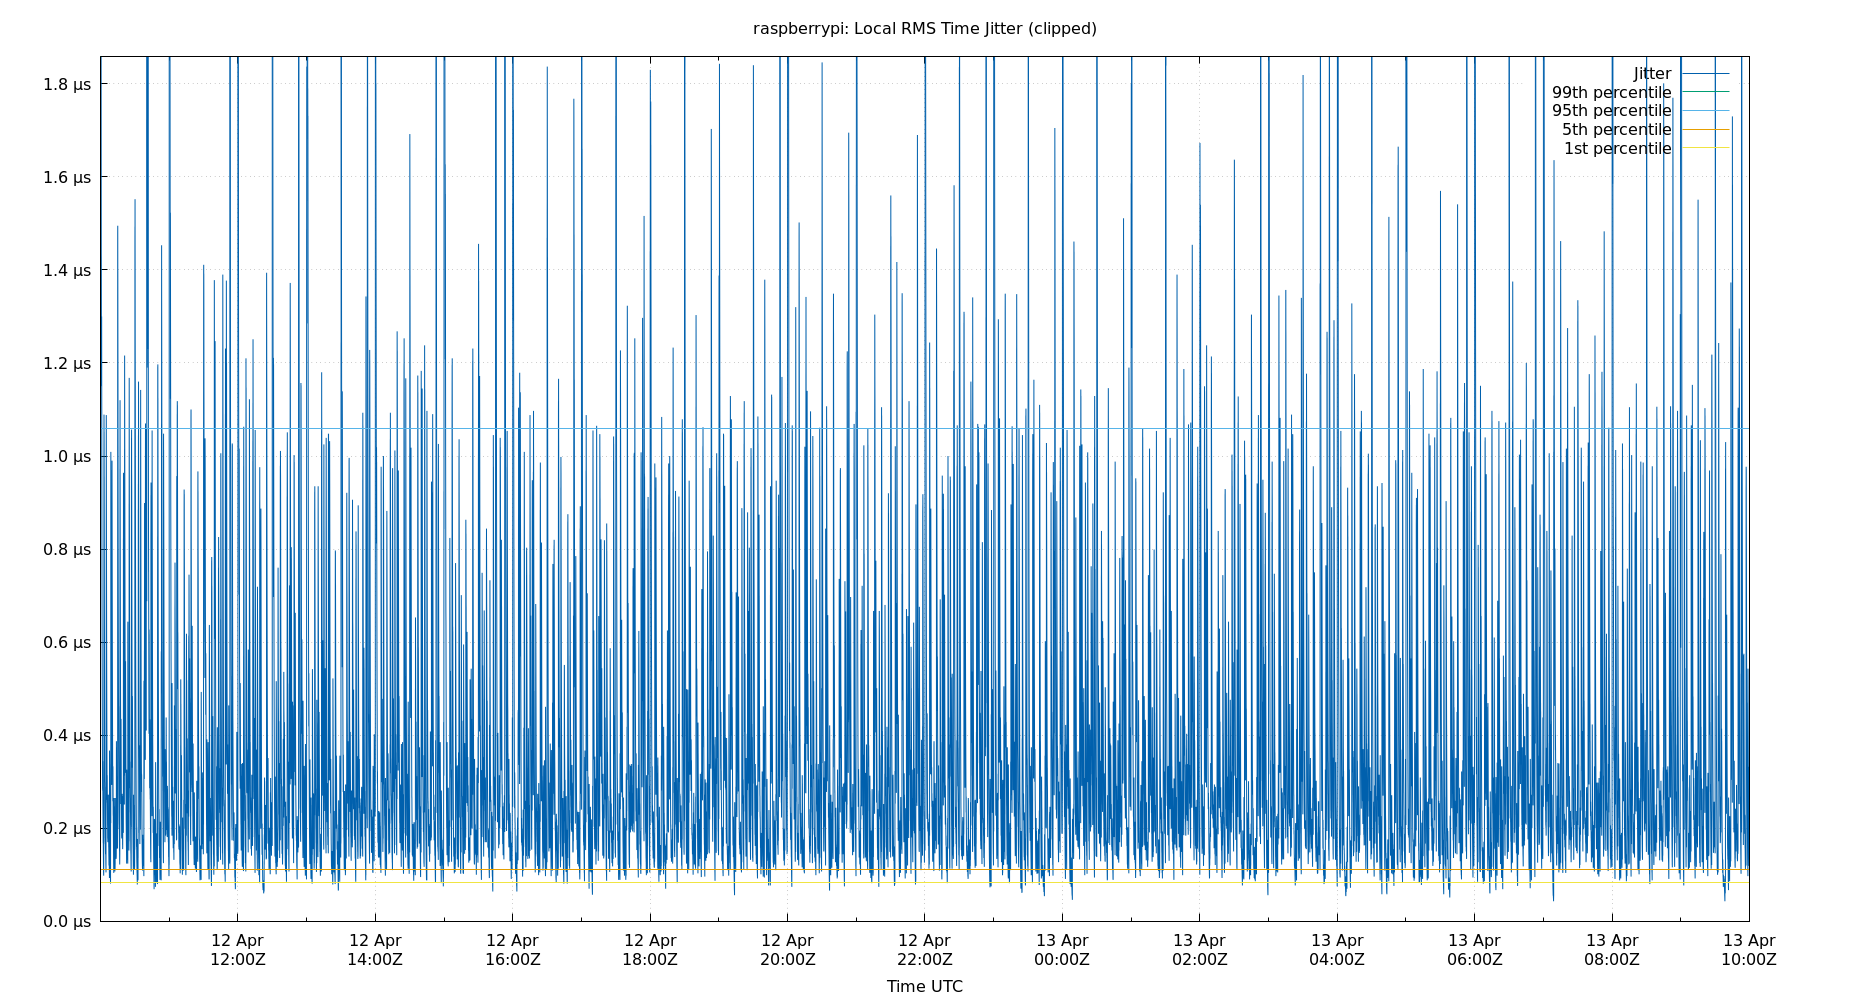 raspberrypi: Local RMS Time Jitter (clipped)
Jitter
99th percentile
95th percentile
5th percentile
1st percentile
1.8 µs
1.6 µs
1.4 µs
1.2 µs
1.0 µs
0.8 µs
0.6 µs
0.4 µs
0.2 µs
0.0 µs
12 Apr 12 Apr 12 Apr 12 Apr 12 Apr 12 Apr 13 Apr 13 Apr 13 Apr 13 Apr 13 Apr 13 Apr
12:00Z 14:00Z 16:00Z 18:00Z 20:00Z 22:00Z 00:00Z 02:00Z 04:00Z 06:00Z 08:00Z 10:00Z
Time UTC